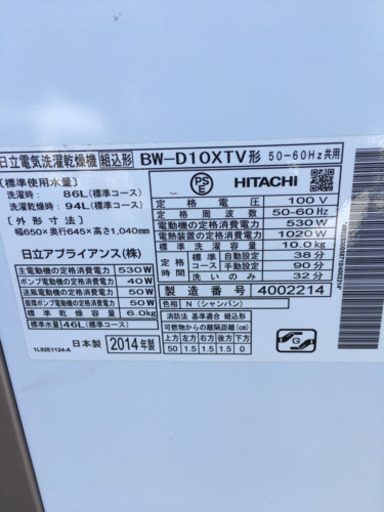 日立電気洗濯乾燥機 組込形 BW-D10XTV形 50-60Hz共用
[標準使用水量]
洗濯時: 86L(標準コース)
洗濯乾燥時: 94L(標準コース)
[外形寸法]
幅650×奥行645×高さ1,040mm
日立アプライアンス(株)
主電動機の定格消費電力 530W
ポンプ電動機の定格消費電力 40W
送風電動機の定格消費電力 50W
循環ポンプ電動機の定格消費電力 50W
標準乾燥容量 6.0kg
標準水量 46L(標準コース)
日本製 2014年製
1L92E1124-A
PS
E
HITACHI
定格電圧 100V
定格周波数 50-60Hz
電動機の定格消費電力 530W
電熱装置の定格消費電力 1020W
標準洗濯容量 10.0kg
定格時間 標準 自動設定 38分
標準 手動設定 90分
洗いのみ 32分
製造番号 4002214
色柄:N(シャンパン)
消防法 基準適合 組込形
可燃物からの離隔距離(cm)
上方 左方 右方 前方 後方 下方
50 1.5 1.5 5 1.5 0